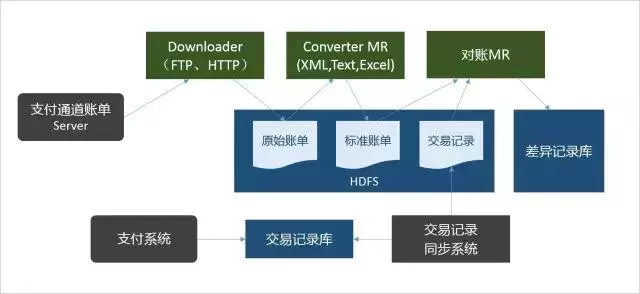 Downloader
(FTP、HTTP)
Converter MR
(XML,Text,Excel)
对账MR
支付通道账单
Server
原始账单
标准账单
交易记录
HDFS
差异记录库
支付系统
交易记录库
交易记录
同步系统